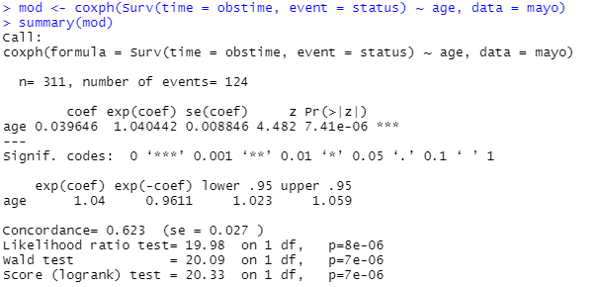 > mod <- coxph(Surv(time = obstime, event = status) ~ age, data = mayo)
> summary(mod)
Call:
coxph(formula = Surv(time = obstime, event = status) ~ age, data = mayo)
n= 311, number of events= 124
coef exp(coef) se(coef) z Pr(>|z|)
age 0.039646 1.040442 0.008846 4.482 7.41e-06 ***
---
Signif. codes: 0 ‘***’ 0.001 ‘**’ 0.01 ‘*’ 0.05 ‘.’ 0.1 ‘ ’ 1
exp(coef) exp(-coef) lower .95 upper .95
age 1.04 0.9611 1.023 1.059
Concordance= 0.623 (se = 0.027 )
Likelihood ratio test= 19.98 on 1 df, p=8e-06
Wald test = 20.09 on 1 df, p=7e-06
Score (logrank) test = 20.33 on 1 df, p=7e-06